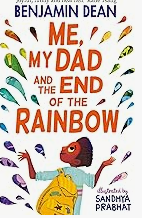 BENJAMIN DEAN
ME,
MY DAD
AND THE END
OF THE
RAINBOW
illustrated by
SANDHYA
PRABHAT